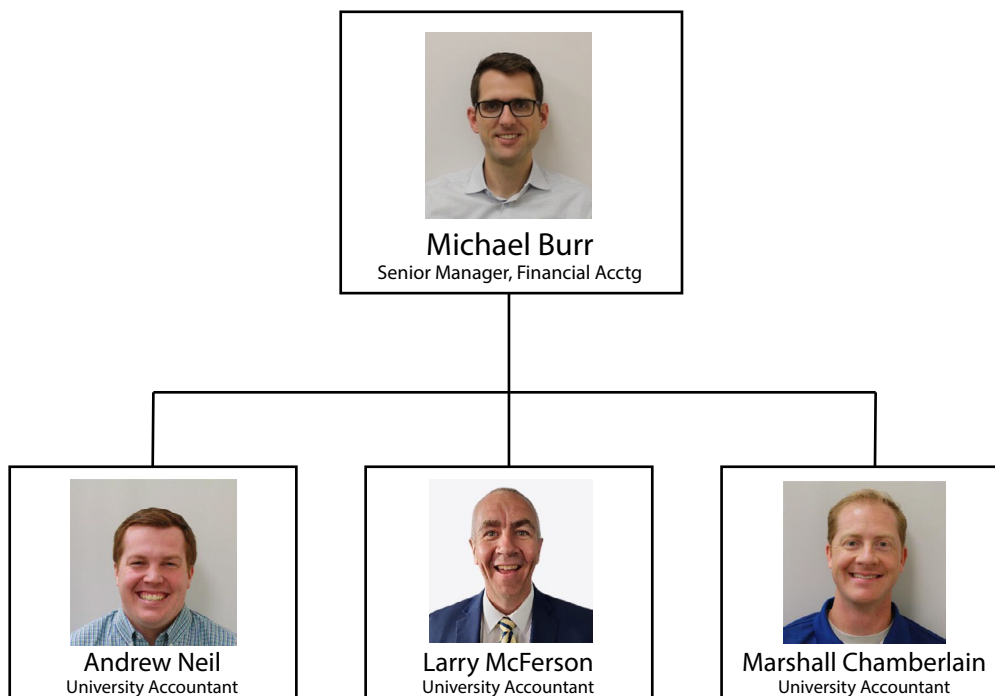 Michael Burr
Senior Manager, Financial Acctg
Andrew Neil
University Accountant
Larry McFerson
University Accountant
Marshall Chamberlain
University Accountant